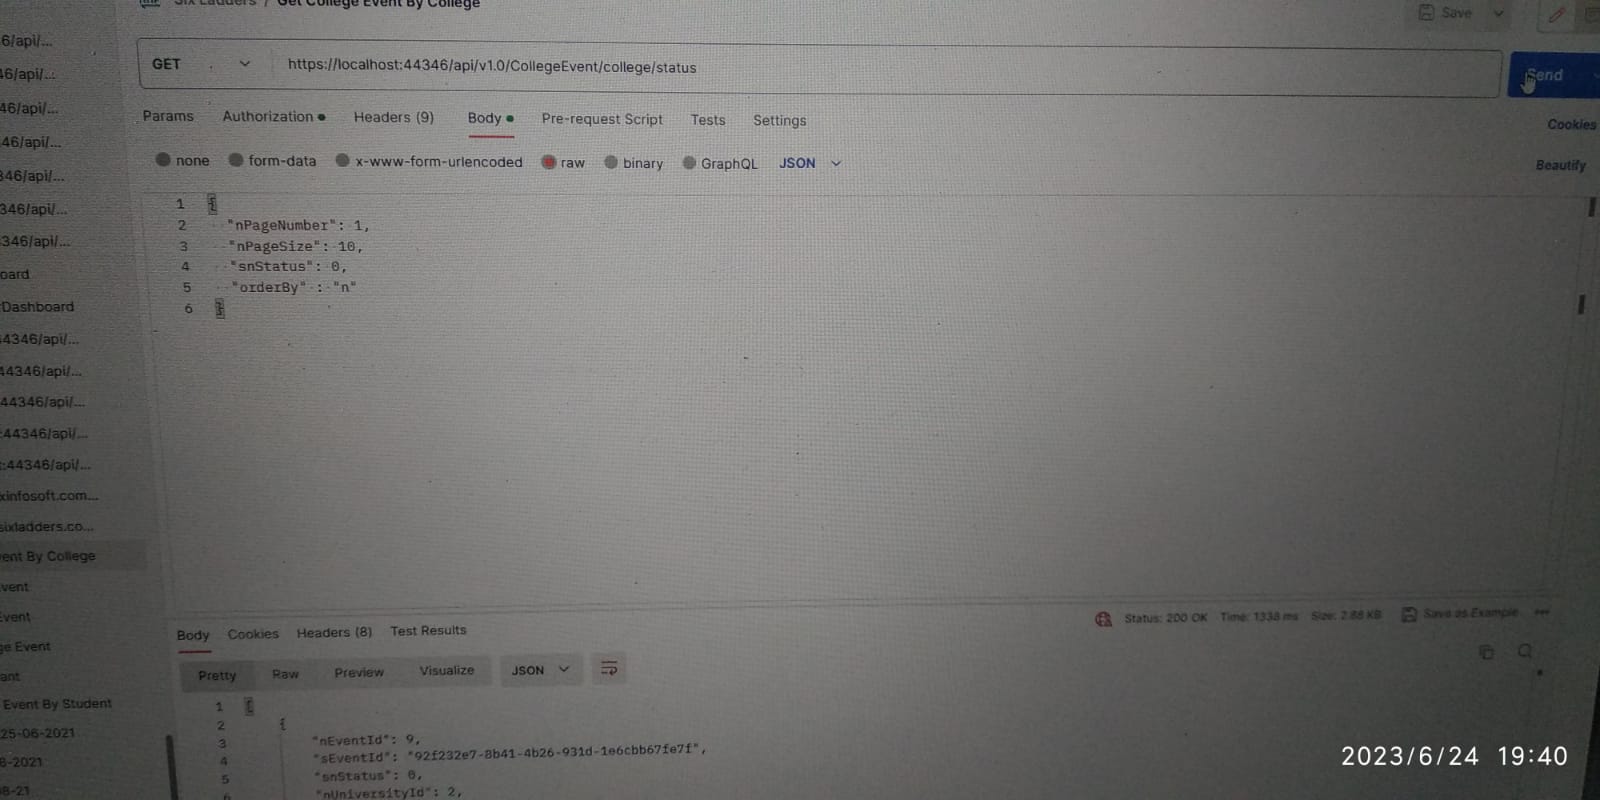 Six Ladders / Get College Event By College
Save
GET
https://localhost:44346/api/v1.0/CollegeEvent/college/status
Send
Params Authorization Headers (9) Body Pre-request Script Tests Settings
Cookies
none form-data x-www-form-urlencoded raw binary GraphQL JSON
Beautify
1 {
2 "nPageNumber": 1,
3 "nPageSize": 10,
4 "snStatus": 0,
5 "orderBy" : "n"
6 }
6/api/...
46/api/...
46/api/...
46/api/...
346/api/...
346/api/...
346/api/...
oard
rDashboard
44346/api/...
44346/api/...
44346/api/...
:44346/api/...
t:44346/api/...
xinfosoft.com...
sixladders.co...
ent By College
vent
Event
ge Event
ant
Event By Student
25-06-2021
8-2021
08-21
Body Cookies Headers (8) Test Results
Status: 200 OK Time: 1338 ms Size: 2.88 KB Save as Example
Pretty Raw Preview Visualize JSON
1 [
2 {
3 "nEventId": 9,
4 "sEventId": "92f232e7-8b41-4b26-931d-1e6cbb67fe7f",
5 "snStatus": 0,
6 "nUniversityId": 2,
2023/6/24 19:40